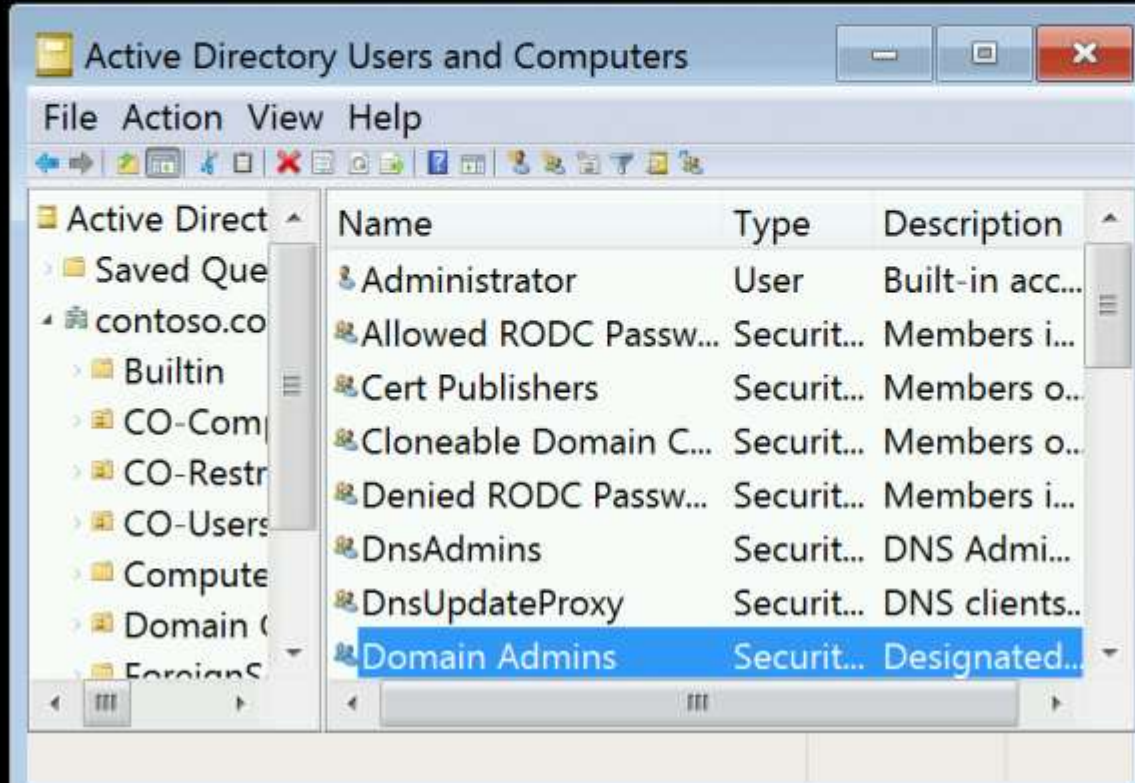 Active Directory Users and Computers
File Action View Help
Active Direct
Saved Que
contoso.co
Builtin
CO-Com
CO-Restr
CO-Users
Compute
Domain
ForeignS
Name Type Description
Administrator User Built-in acc...
Allowed RODC Passw... Securit... Members i...
Cert Publishers Securit... Members o...
Cloneable Domain C... Securit... Members o...
Denied RODC Passw... Securit... Members i...
DnsAdmins Securit... DNS Admi...
DnsUpdateProxy Securit... DNS clients..
Domain Admins Securit... Designated...